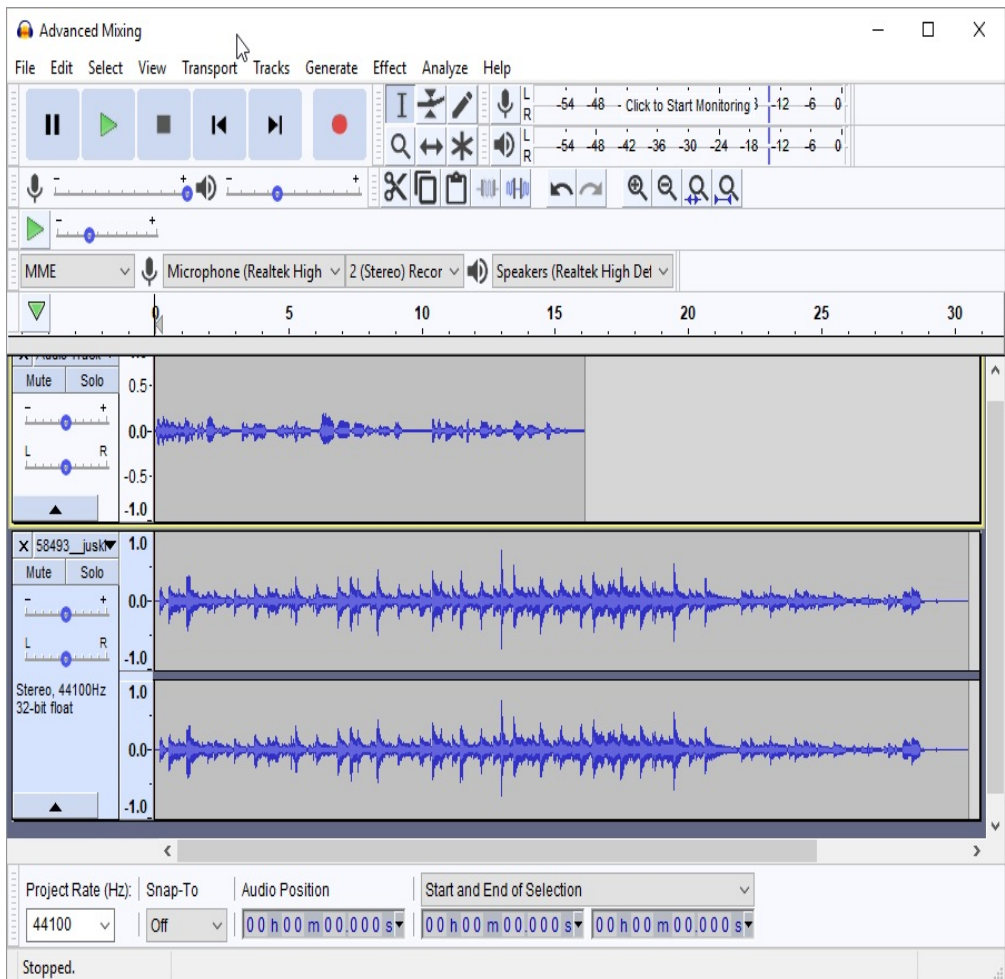 Advanced Mixing
File Edit Select View Transport Tracks Generate Effect Analyze Help
L
R
-54 -48 - Click to Start Monitoring -12 -6 0
L
R
-54 -48 -42 -36 -30 -24 -18 -12 -6 0
- +
- +
- +
MME Microphone (Realtek High 2 (Stereo) Recor Speakers (Realtek High Def
0 5 10 15 20 25 30
X Audio Track
Mute Solo
- +
L R
0.5
0.0
-0.5
-1.0
X 58493__juski
Mute Solo
- +
L R
Stereo, 44100Hz
32-bit float
1.0
0.0
-1.0
1.0
0.0
-1.0
Project Rate (Hz): Snap-To Audio Position Start and End of Selection
44100 Off 00 h 00 m 00.000 s 00 h 00 m 00.000 s 00 h 00 m 00.000 s
Stopped.